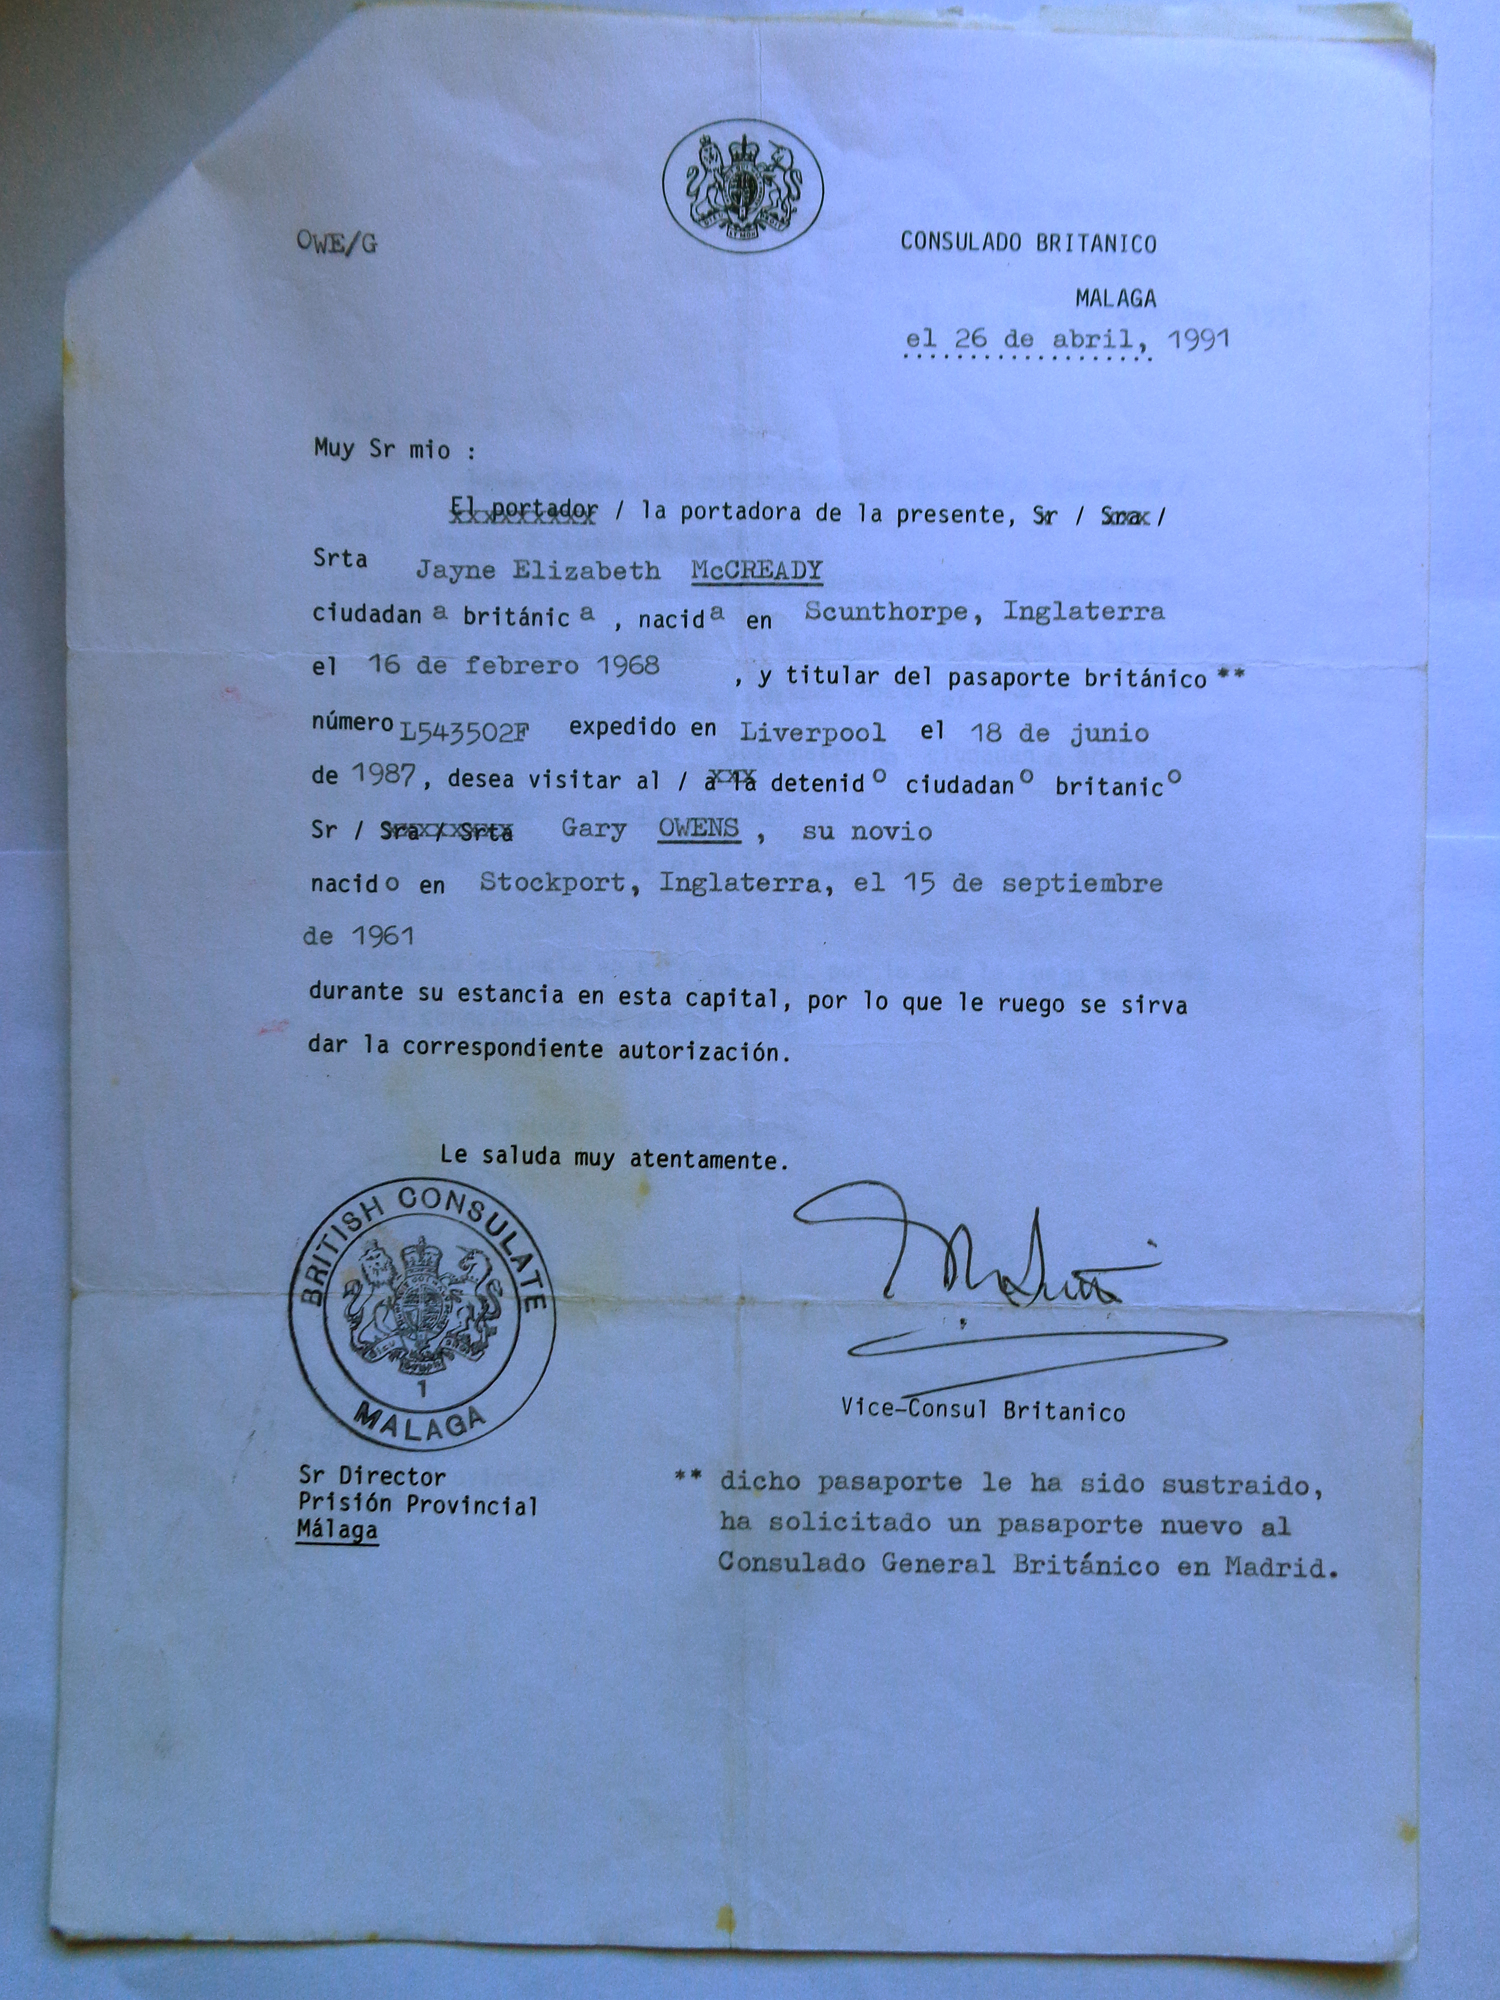 OWE/G
CONSULADO BRITANICO
MALAGA
el 26 de abril, 1991
Muy Sr mio :
El portador / la portadora de la presente, Sr / Sra /
Srta Jayne Elizabeth McCREADY
ciudadan a británic a , nacida en Scunthorpe, Inglaterra
el 16 de febrero 1968 , y titular del pasaporte británico **
número L543502F expedido en Liverpool el 18 de junio
de 1987, desea visitar al / a la detenido ciudadano britanico
Sr / Sra / Srta Gary OWENS, su novio
nacido en Stockport, Inglaterra, el 15 de septiembre
de 1961
durante su estancia en esta capital, por lo que le ruego se sirva
dar la correspondiente autorización.
Le saluda muy atentamente.
BRITISH CONSULATE
1
MALAGA
Vice-Consul Britanico
Sr Director
Prisión Provincial
Málaga
** dicho pasaporte le ha sido sustraido,
ha solicitado un pasaporte nuevo al
Consulado General Británico en Madrid.